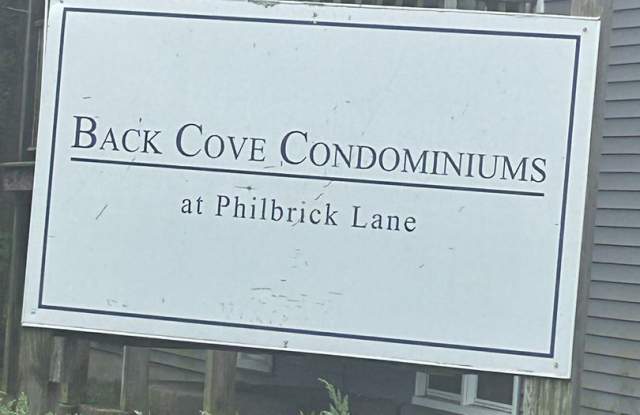 BACK COVE CONDOMINIUMS
at Philbrick Lane